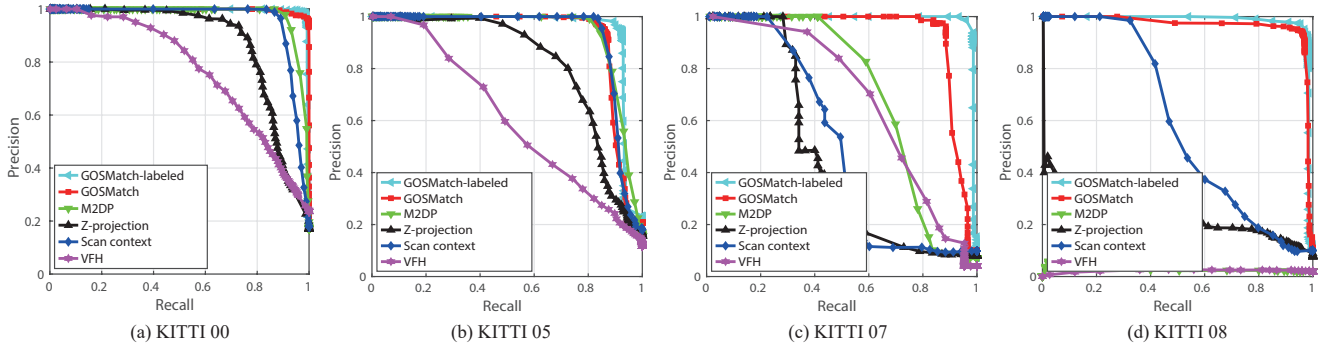 1
0.8
0.6
0.4
0.2
0
Precision
GOSMatch-labeled
GOSMatch
M2DP
Z-projection
Scan context
VFH
0 0.2 0.4 0.6 0.8 1.0
Recall
(a) KITTI 00
1
0.8
0.6
0.4
0.2
0
Precision
GOSMatch-labeled
GOSMatch
M2DP
Z-projection
Scan context
VFH
0 0.2 0.4 0.6 0.8 1.0
Recall
(b) KITTI 05
1
0.8
0.6
0.4
0.2
0
Precision
GOSMatch-labeled
GOSMatch
M2DP
Z-projection
Scan context
VFH
0 0.2 0.4 0.6 0.8 1
Recall
(c) KITTI 07
1
0.8
0.6
0.4
0.2
0
Precision
GOSMatch-labeled
GOSMatch
M2DP
Z-projection
Scan context
VFH
0 0.2 0.4 0.6 0.8 1
Recall
(d) KITTI 08